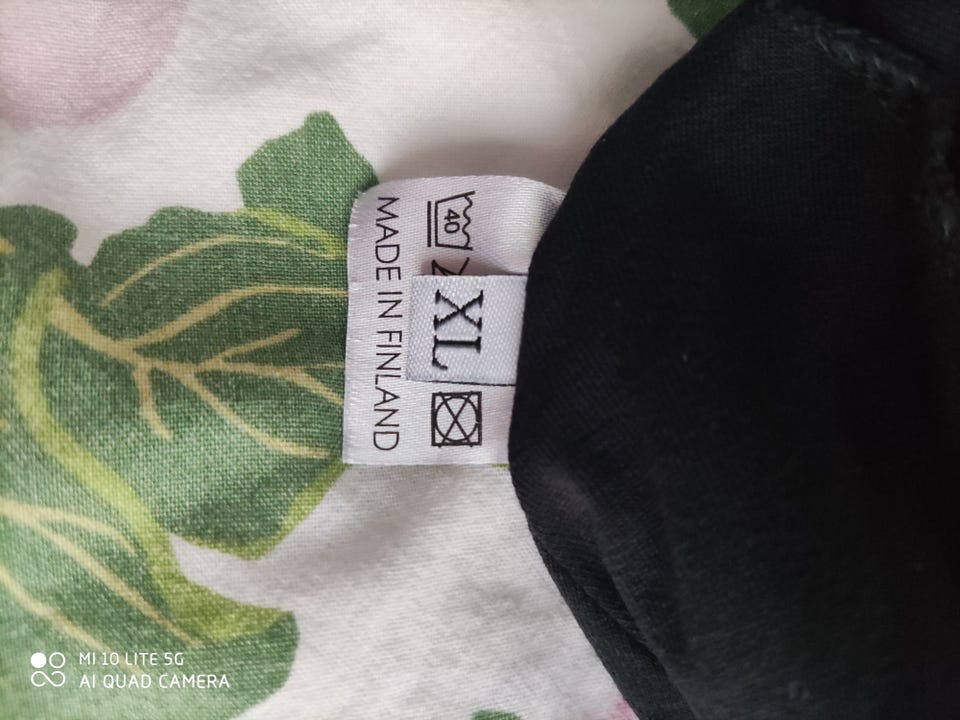 40
XL
MADE IN FINLAND
MI 10 LITE 5G
AI QUAD CAMERA